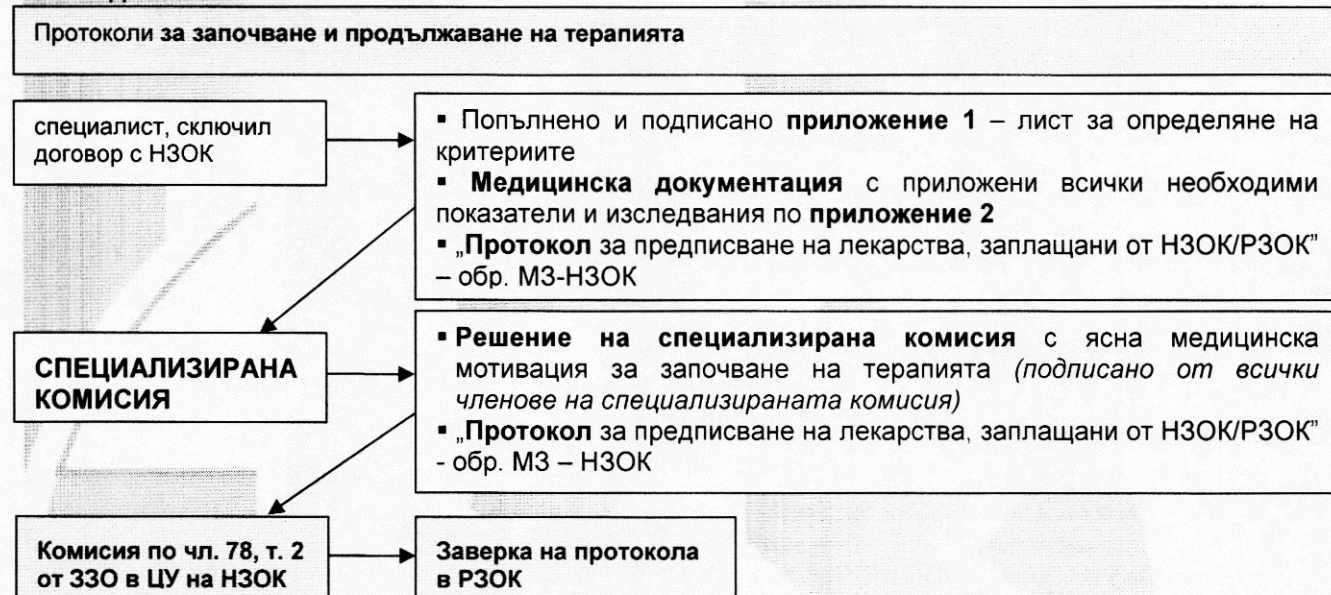 Протоколи за започване и продължаване на терапията
специалист, сключил
договор с НЗОК
▪ Попълнено и подписано приложение 1 – лист за определяне на
критериите
▪ Медицинска документация с приложени всички необходими
показатели и изследвания по приложение 2
▪ „Протокол за предписване на лекарства, заплащани от НЗОК/РЗОК”
– обр. МЗ-НЗОК
СПЕЦИАЛИЗИРАНА
КОМИСИЯ
▪ Решение на специализирана комисия с ясна медицинска
мотивация за започване на терапията (подписано от всички
членове на специализираната комисия)
▪ „Протокол за предписване на лекарства, заплащани от НЗОК/РЗОК”
- обр. МЗ – НЗОК
Комисия по чл. 78, т. 2
от ЗЗО в ЦУ на НЗОК
Заверка на протокола
в РЗОК